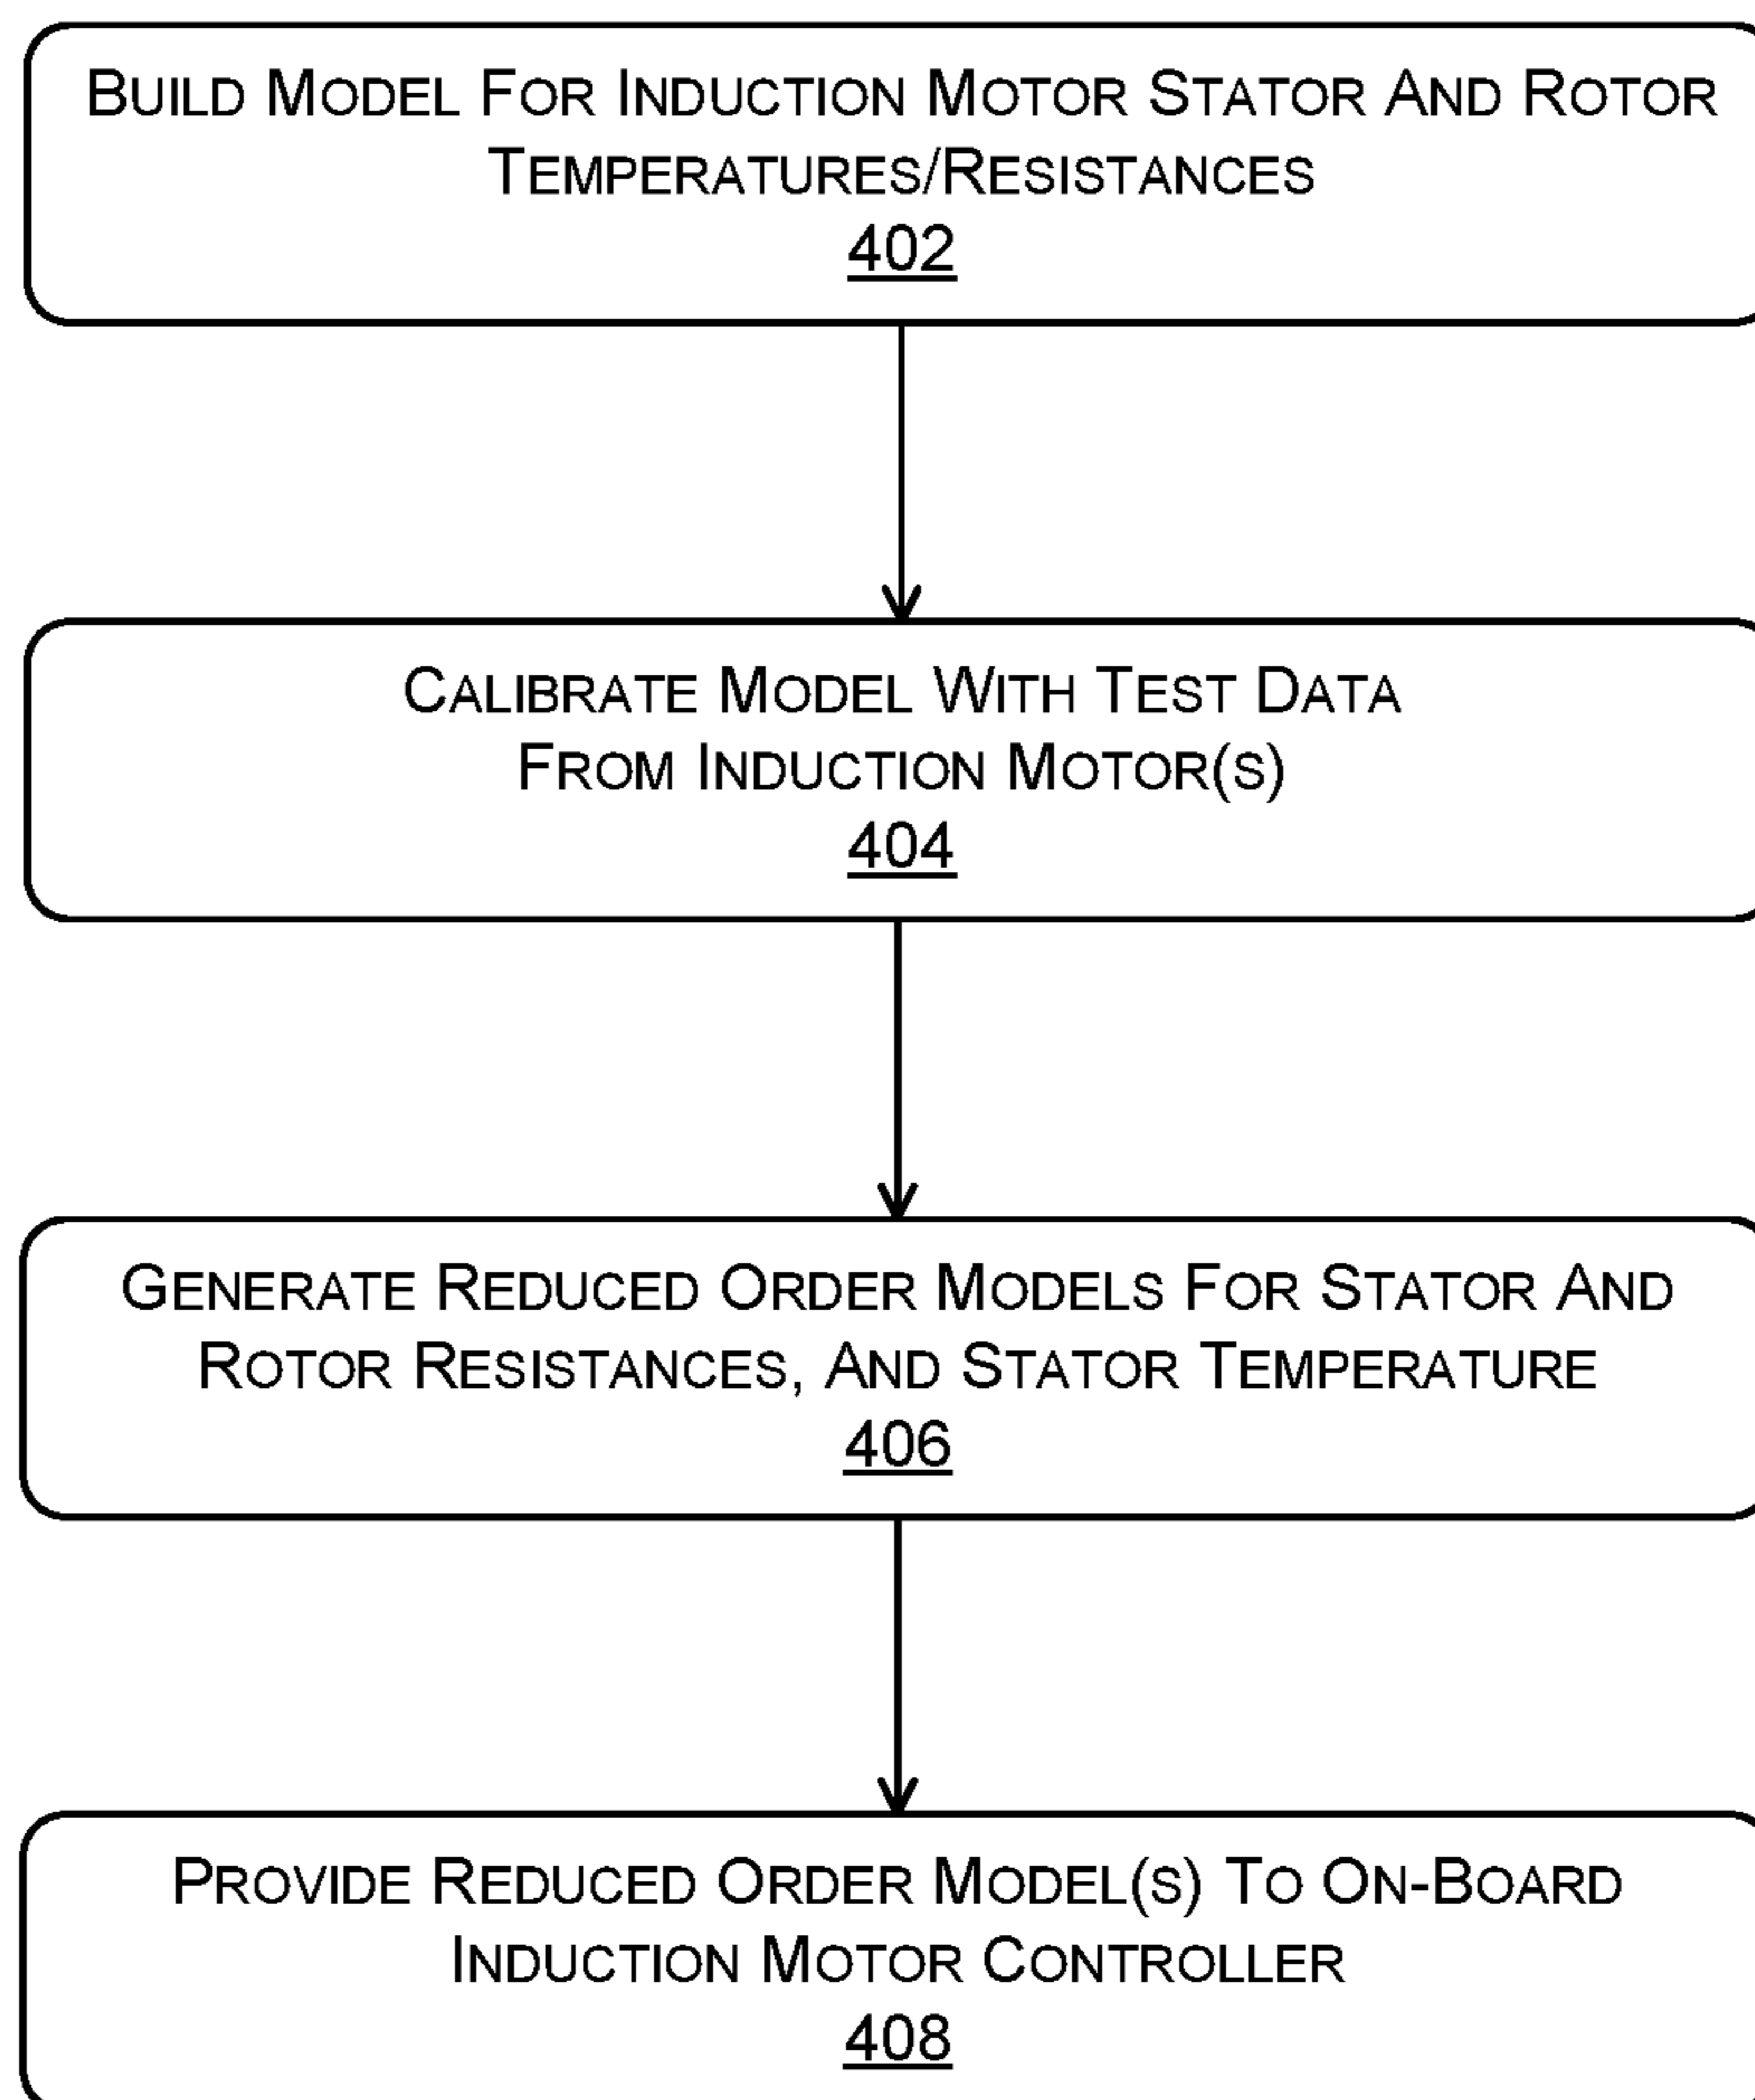 BUILD MODEL FOR INDUCTION MOTOR STATOR AND ROTOR
TEMPERATURES/RESISTANCES
402
CALIBRATE MODEL WITH TEST DATA
FROM INDUCTION MOTOR(S)
404
GENERATE REDUCED ORDER MODELS FOR STATOR AND
ROTOR RESISTANCES, AND STATOR TEMPERATURE
406
PROVIDE REDUCED ORDER MODEL(S) TO ON-BOARD
INDUCTION MOTOR CONTROLLER
408